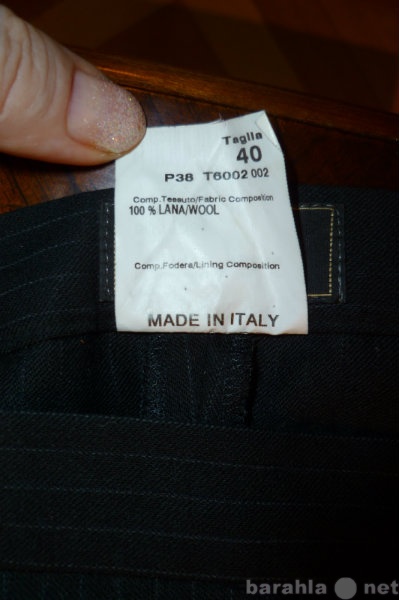 Taglia
40
P38 T6002 002
Comp.Tessuto/Fabric Composition
100 % LANA/WOOL
Comp.Fodera/Lining Composition
MADE IN ITALY
barahla.net